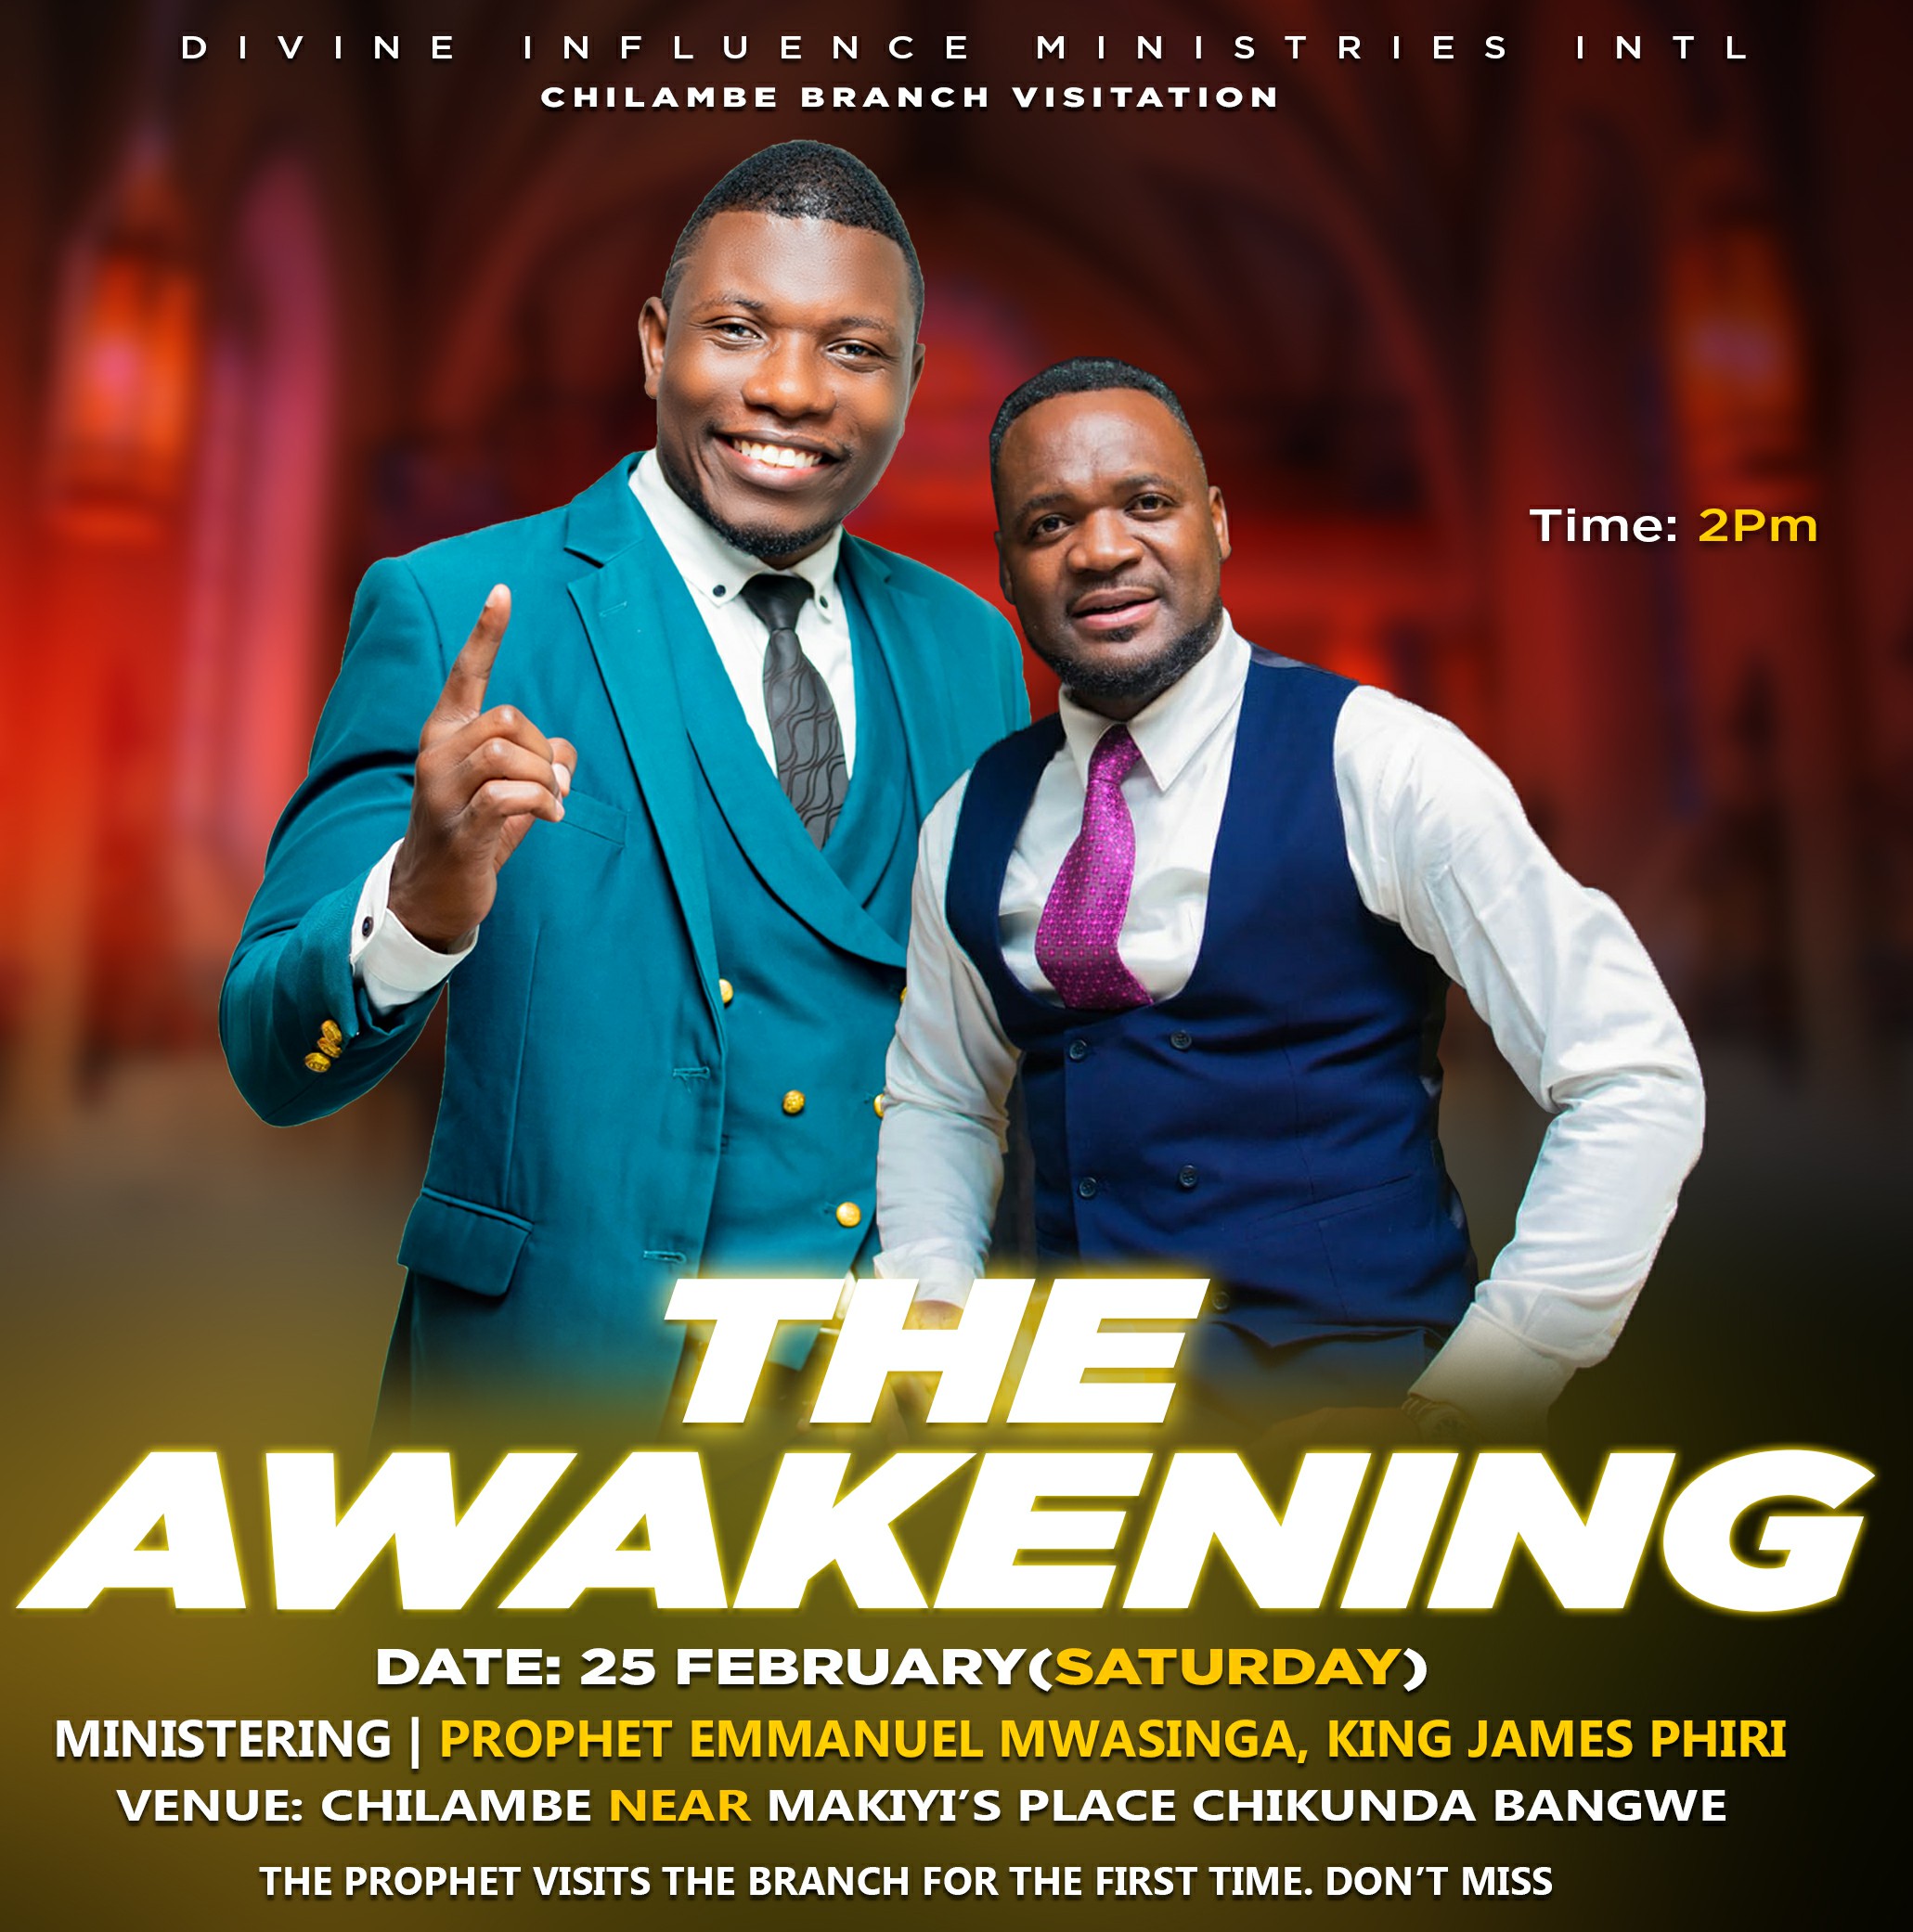 DIVINE INFLUENCE MINISTRIES INTL
CHILAMBE BRANCH VISITATION
Time: 2Pm
THE
AWAKENING
DATE: 25 FEBRUARY(SATURDAY)
MINISTERING | PROPHET EMMANUEL MWASINGA, KING JAMES PHIRI
VENUE: CHILAMBE NEAR MAKIYI'S PLACE CHIKUNDA BANGWE
THE PROPHET VISITS THE BRANCH FOR THE FIRST TIME. DON'T MISS